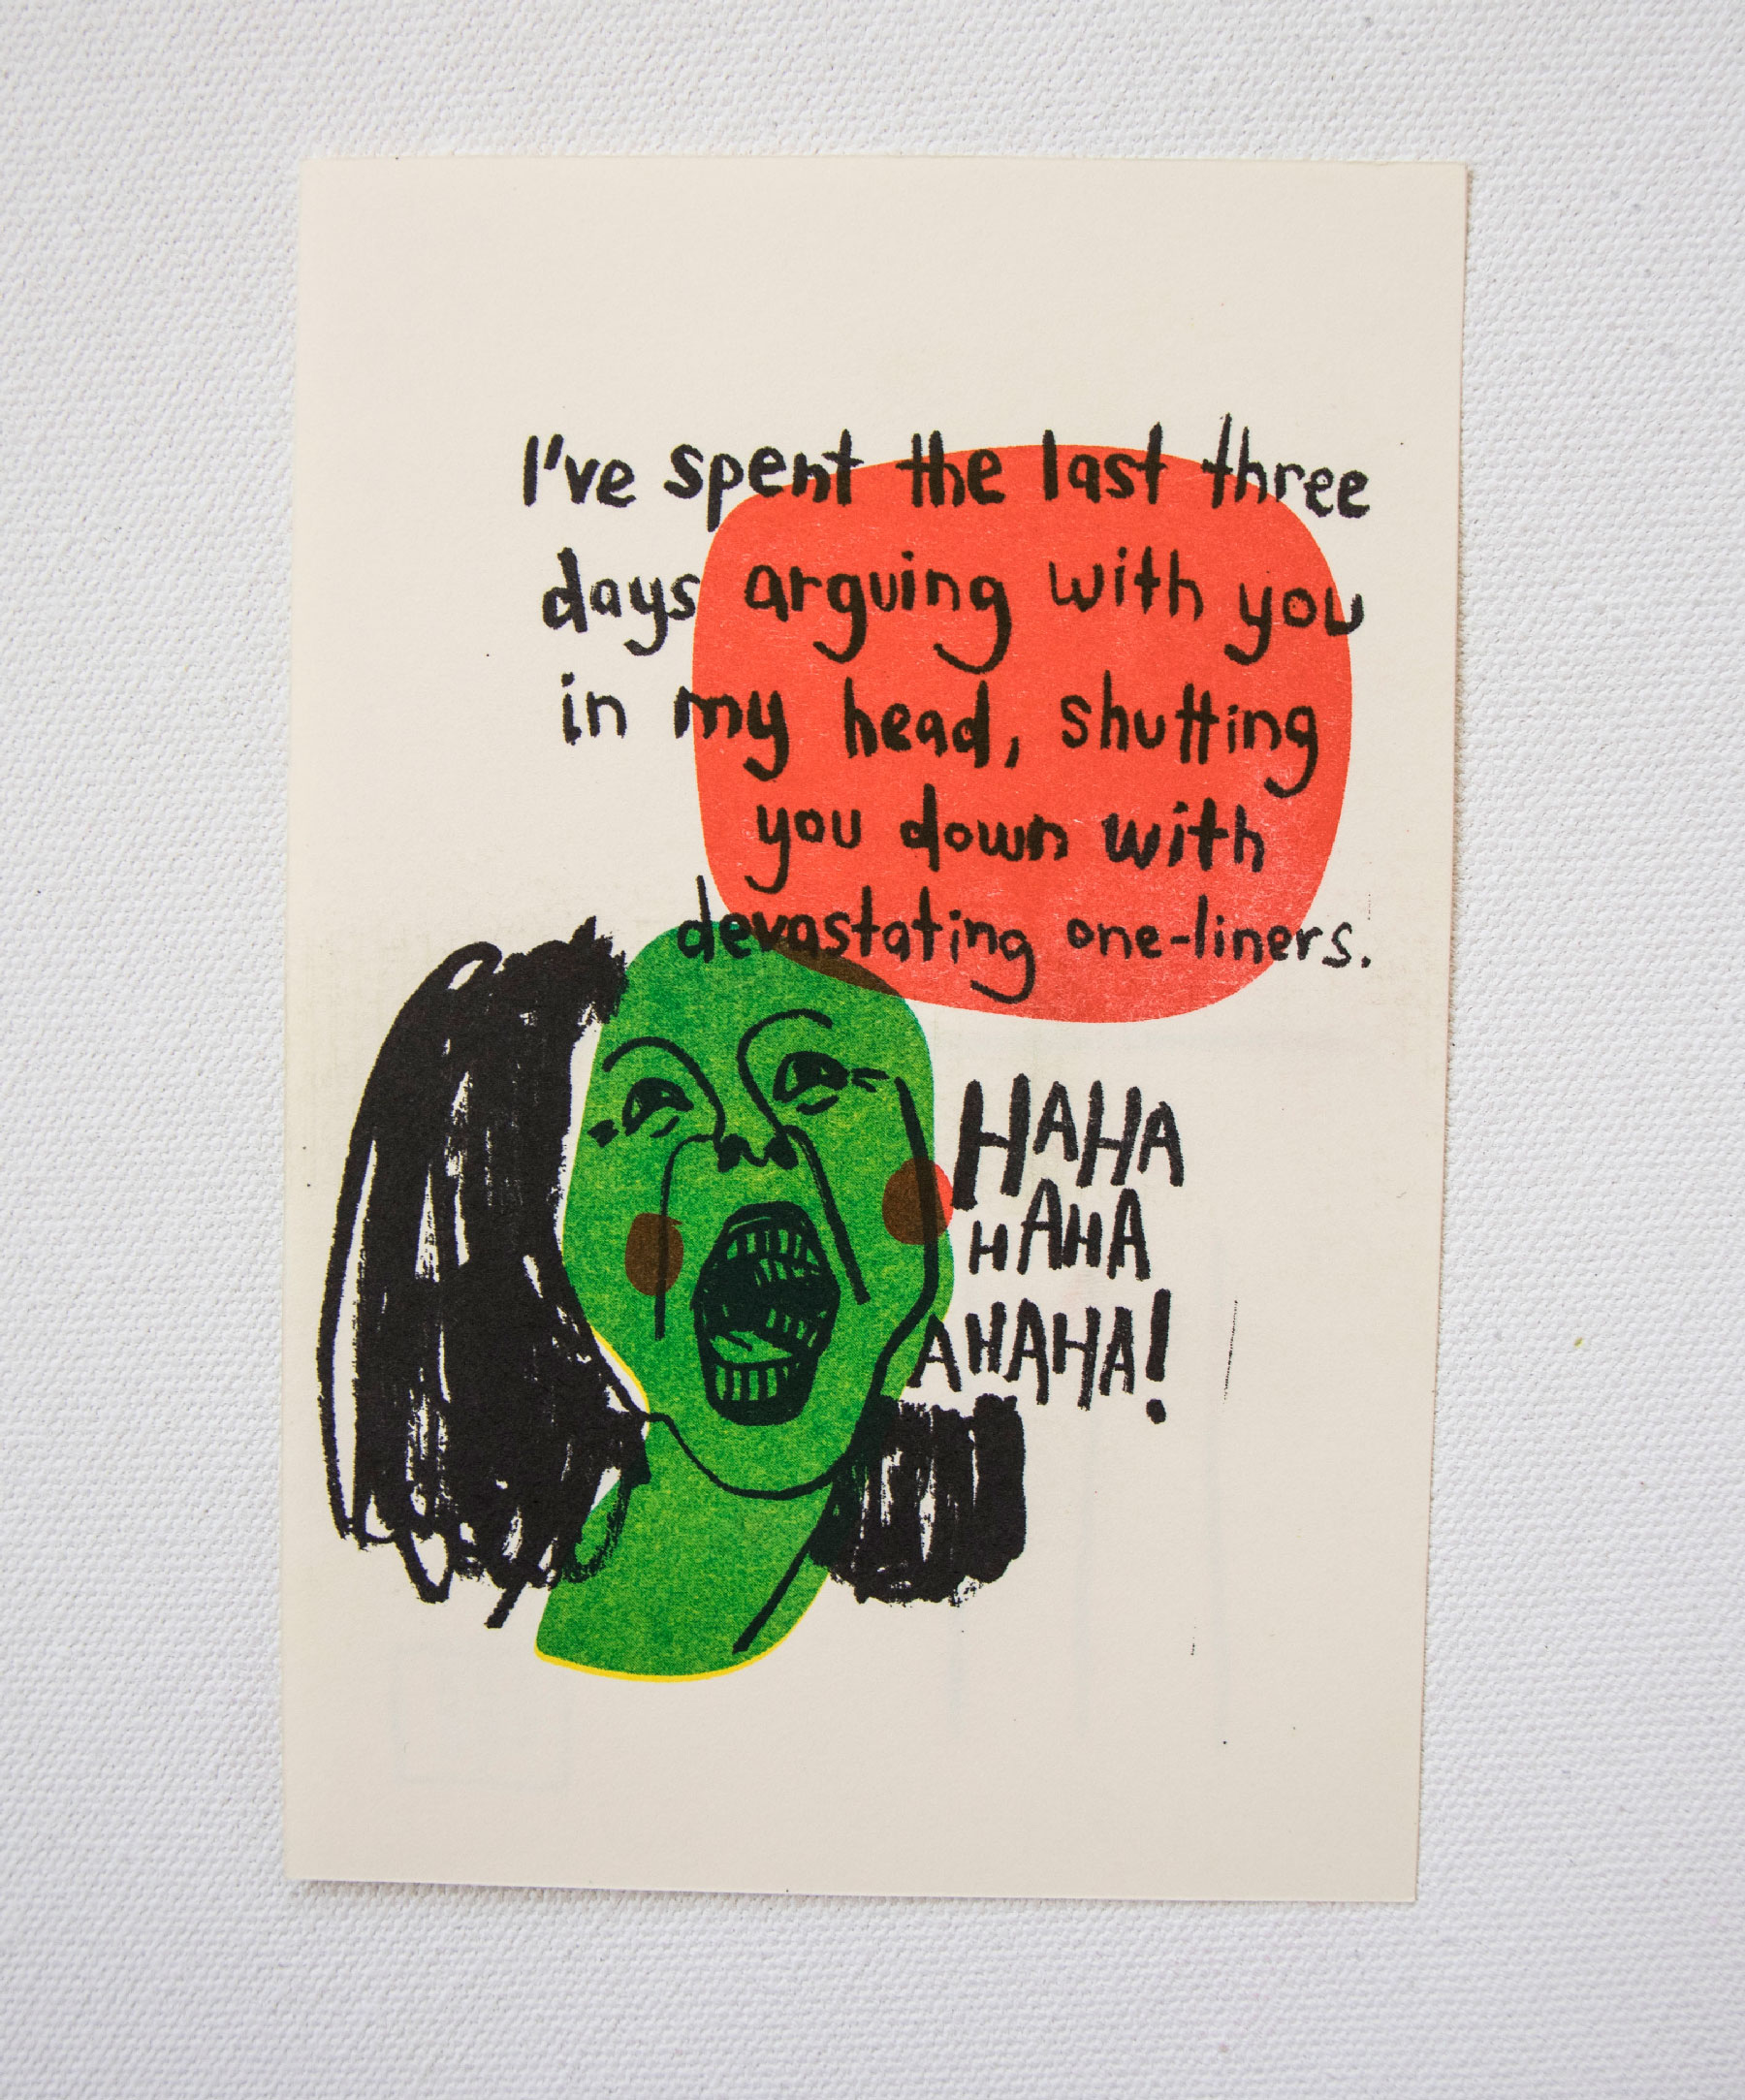 I've spent the last three
days arguing with you
in my head, shutting
you down with
devastating one-liners.
HAHA
HAHA
AHAHA!